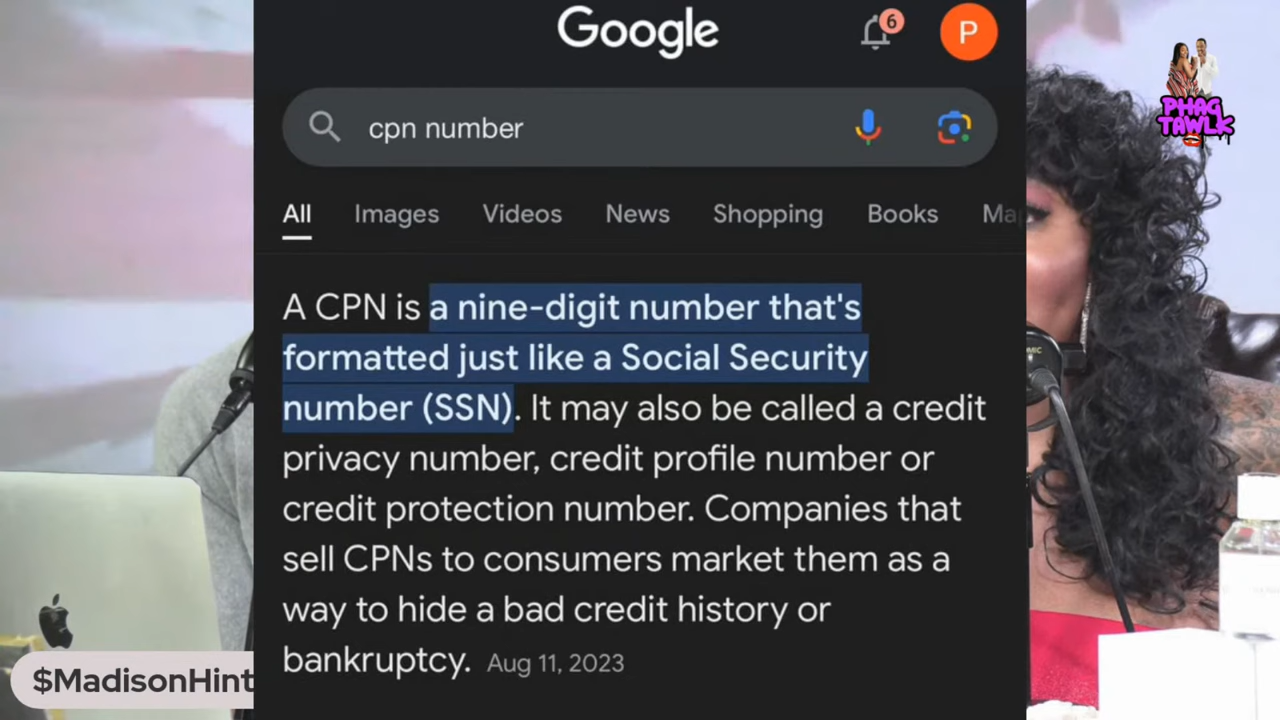 Google
6
P
cpn number
All Images Videos News Shopping Books Ma
A CPN is a nine-digit number that's
formatted just like a Social Security
number (SSN). It may also be called a credit
privacy number, credit profile number or
credit protection number. Companies that
sell CPNs to consumers market them as a
way to hide a bad credit history or
bankruptcy. Aug 11, 2023
PHAG
TAWLK
$MadisonHint